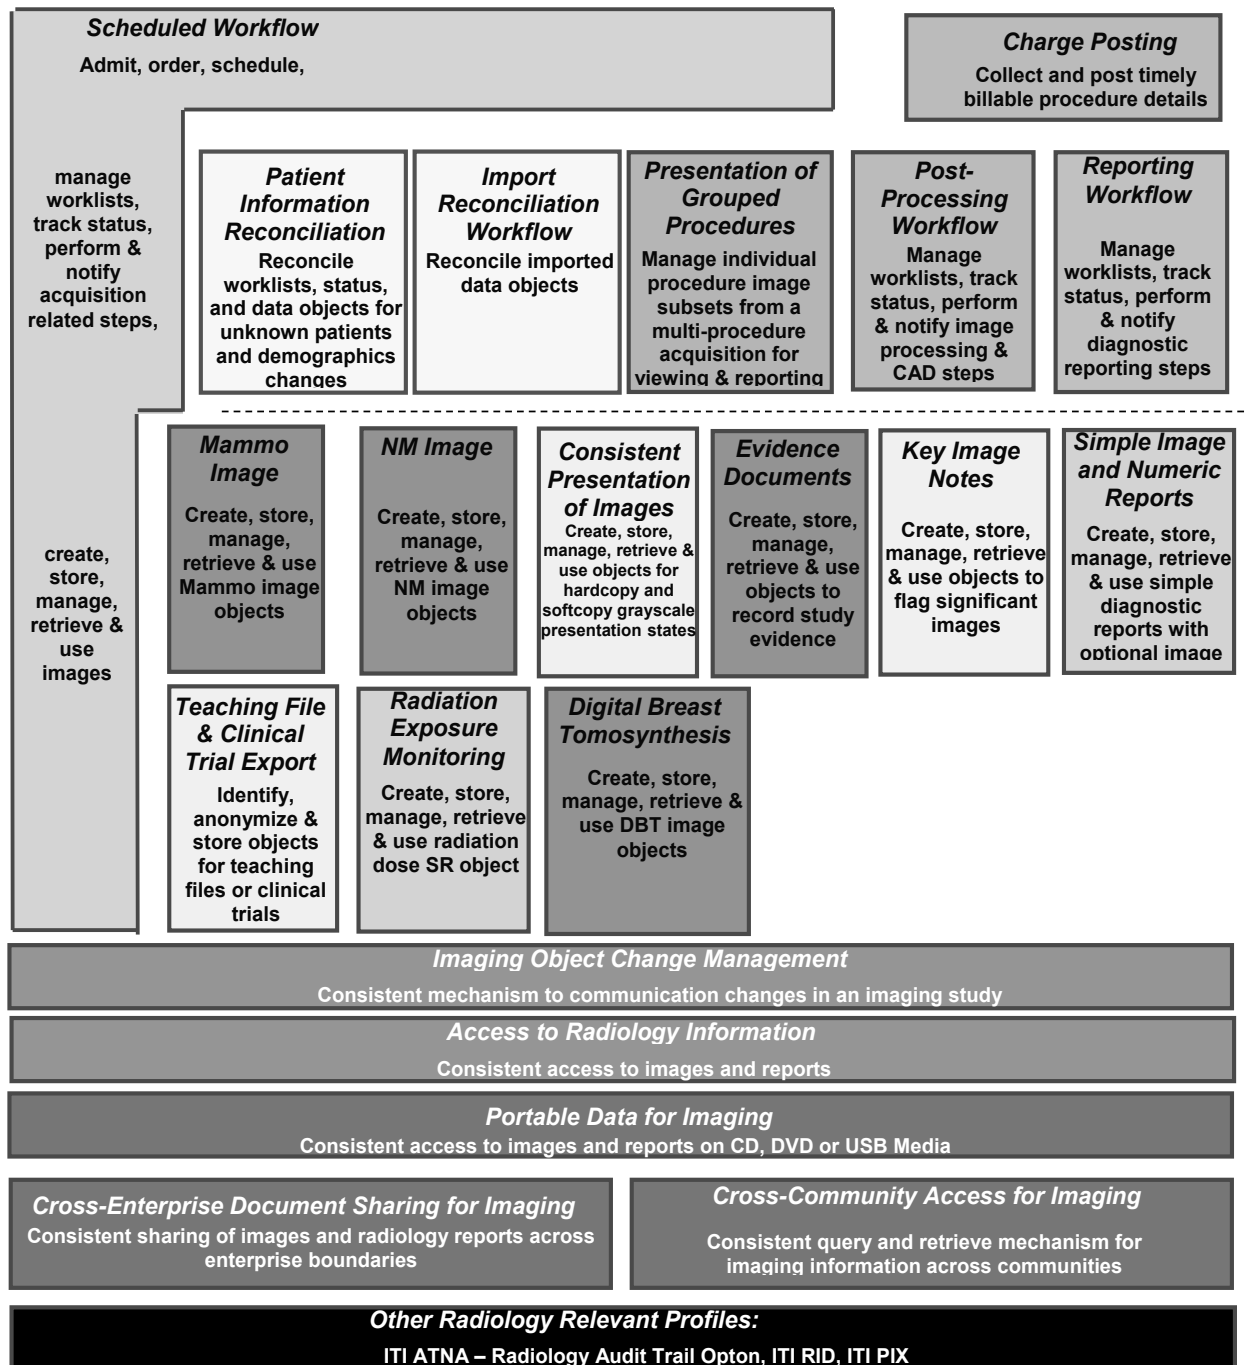 Scheduled Workflow
Admit, order, schedule,
Charge Posting
Collect and post timely
billable procedure details
manage
worklists,
track status,
perform &
notify
acquisition
related steps,
Patient
Information
Reconciliation
Reconcile
worklists, status,
and data objects for
unknown patients
and demographics
changes
Import
Reconciliation
Workflow
Reconcile imported
data objects
Presentation of
Grouped
Procedures
Manage individual
procedure image
subsets from a
multi-procedure
acquisition for
viewing & reporting
Post-
Processing
Workflow
Manage
worklists, track
status, perform
& notify image
processing &
CAD steps
Reporting
Workflow
Manage
worklists, track
status, perform
& notify
diagnostic
reporting steps
create,
store,
manage,
retrieve &
use
images
Mammo
Image
Create, store,
manage,
retrieve & use
Mammo image
objects
NM Image
Create, store,
manage,
retrieve & use
NM image
objects
Consistent
Presentation
of Images
Create, store,
manage, retrieve &
use objects for
hardcopy and
softcopy grayscale
presentation states
Evidence
Documents
Create, store,
manage,
retrieve & use
objects to
record study
evidence
Key Image
Notes
Create, store,
manage, retrieve
& use objects to
flag significant
images
Simple Image
and Numeric
Reports
Create, store,
manage, retrieve
& use simple
diagnostic
reports with
optional image
Teaching File
& Clinical
Trial Export
Identify,
anonymize &
store objects
for teaching
files or clinical
trials
Radiation
Exposure
Monitoring
Create, store,
manage, retrieve
& use radiation
dose SR object
Digital Breast
Tomosynthesis
Create, store,
manage, retrieve &
use DBT image
objects
Imaging Object Change Management
Consistent mechanism to communication changes in an imaging study
Access to Radiology Information
Consistent access to images and reports
Portable Data for Imaging
Consistent access to images and reports on CD, DVD or USB Media
Cross-Enterprise Document Sharing for Imaging
Consistent sharing of images and radiology reports across
enterprise boundaries
Cross-Community Access for Imaging
Consistent query and retrieve mechanism for
imaging information across communities
Other Radiology Relevant Profiles:
ITI ATNA – Radiology Audit Trail Opton, ITI RID, ITI PIX